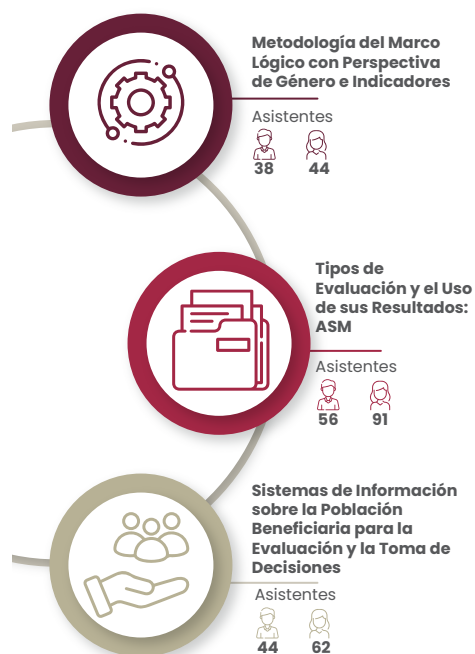 Metodología del Marco
Lógico con Perspectiva
de Género e Indicadores
Asistentes
38 44
Tipos de
Evaluación y el Uso
de sus Resultados:
ASM
Asistentes
56 91
Sistemas de Información
sobre la Población
Beneficiaria para la
Evaluación y la Toma de
Decisiones
Asistentes
44 62